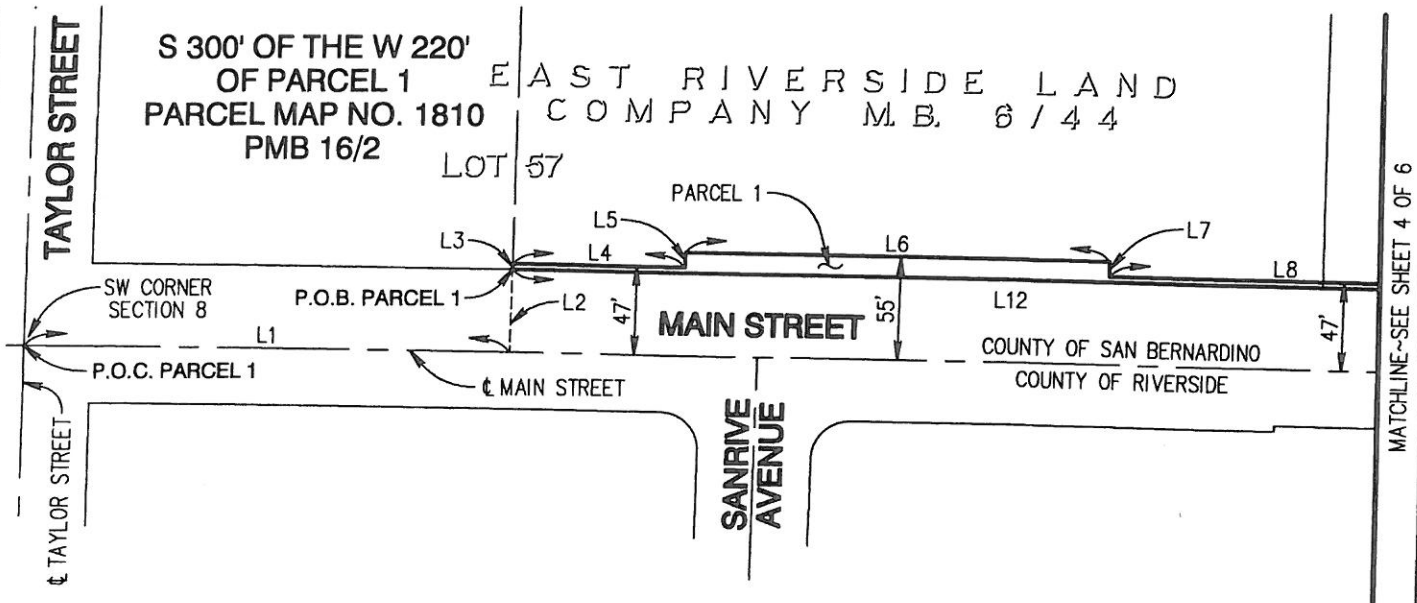 TAYLOR STREET
S 300' OF THE W 220'
OF PARCEL 1
PARCEL MAP NO. 1810
PMB 16/2
EAST RIVERSIDE LAND
COMPANY M.B. 6/44
LOT 57
PARCEL 1
L5
L3
L4
L6
L7
L8
SW CORNER
SECTION 8
P.O.B. PARCEL 1
L2
47'
MAIN STREET
55'
L12
47'
L1
P.O.C. PARCEL 1
℄ MAIN STREET
COUNTY OF SAN BERNARDINO
COUNTY OF RIVERSIDE
SANRIVE
AVENUE
℄ TAYLOR STREET
MATCHLINE-SEE SHEET 4 OF 6